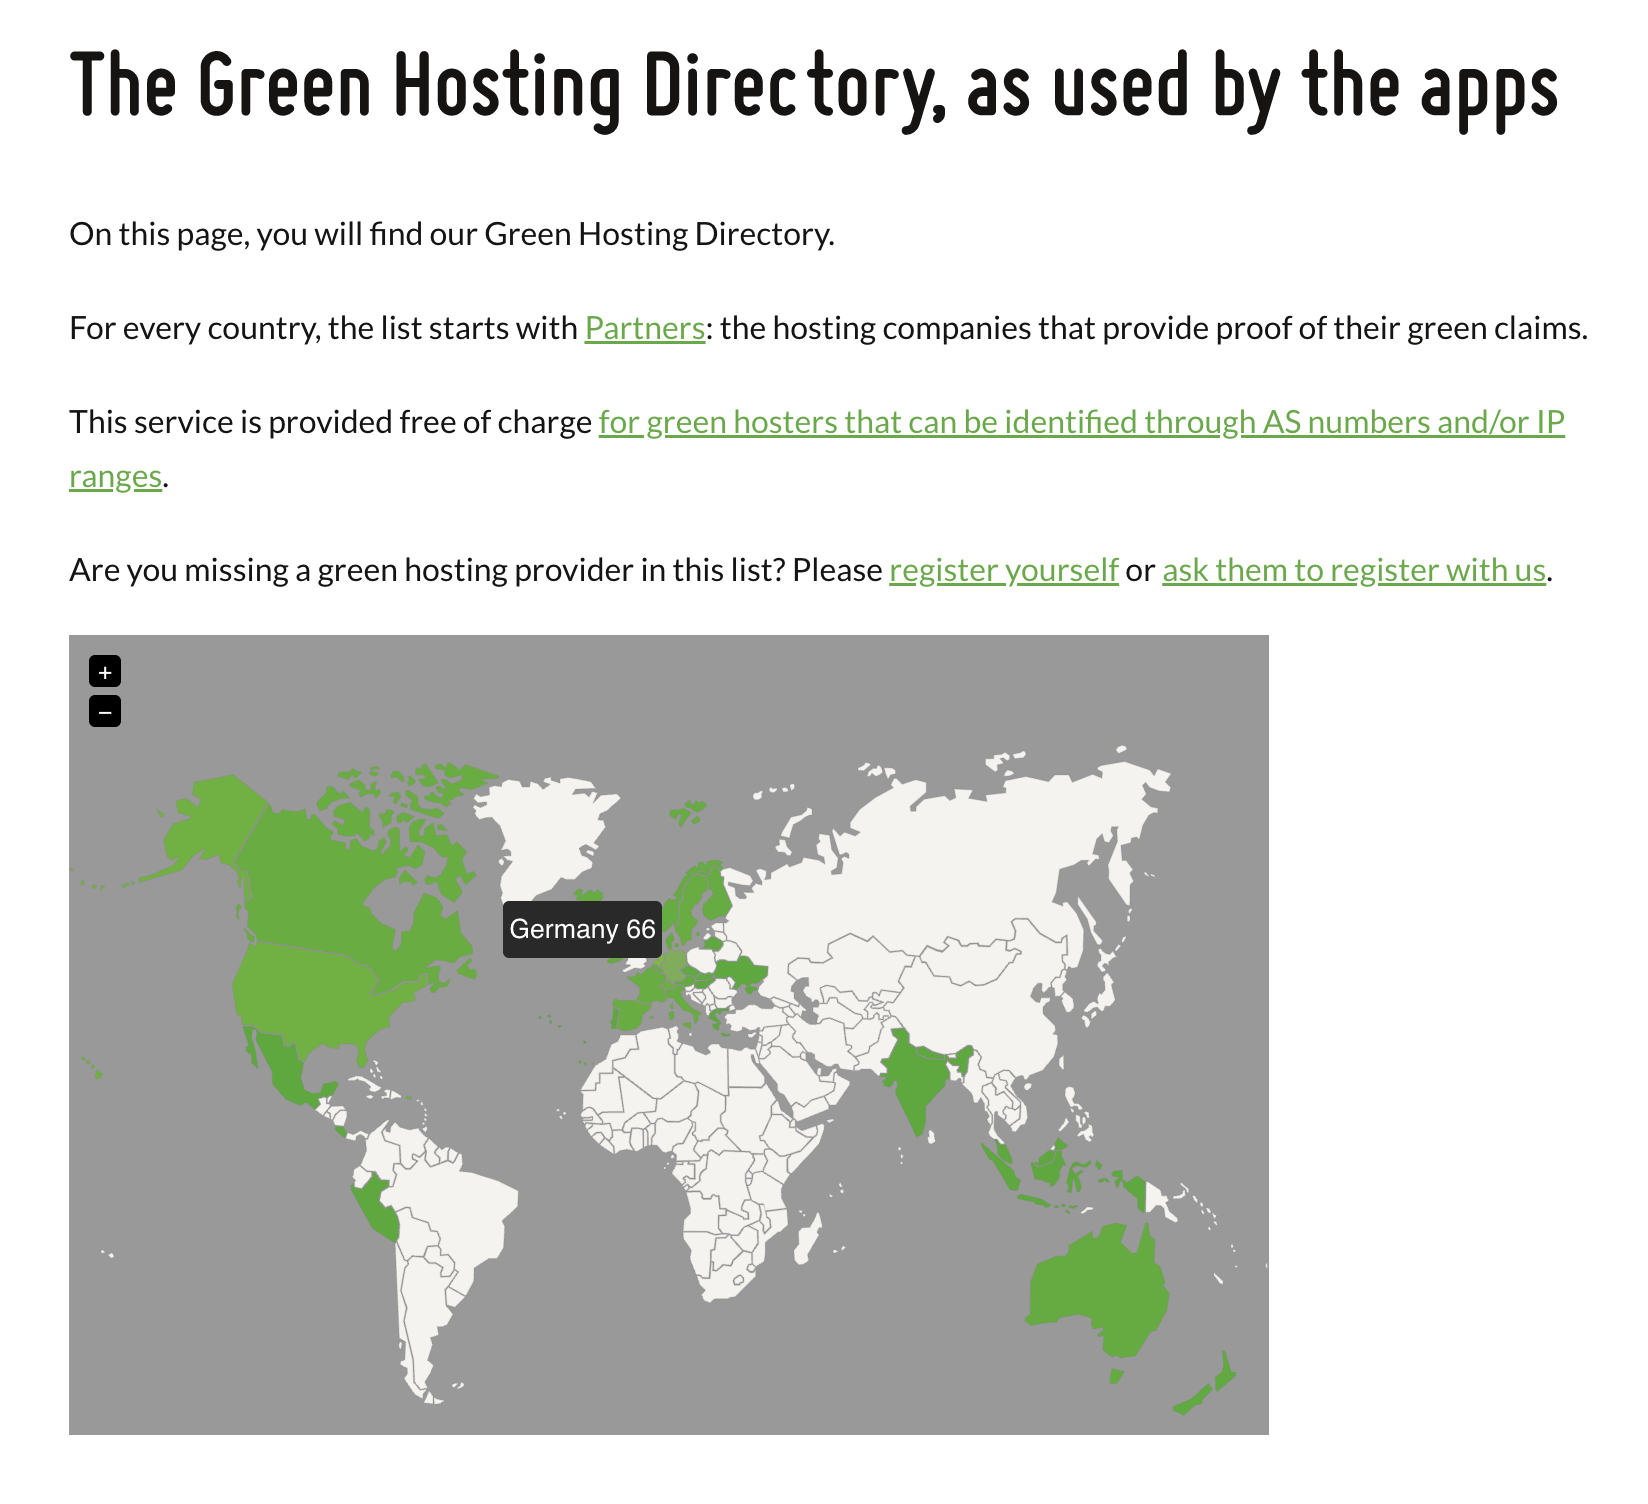 The Green Hosting Directory, as used by the apps
On this page, you will find our Green Hosting Directory.
For every country, the list starts with Partners: the hosting companies that provide proof of their green claims.
This service is provided free of charge for green hosters that can be identified through AS numbers and/or IP
ranges.
Are you missing a green hosting provider in this list? Please register yourself or ask them to register with us.
+
−
Germany 66